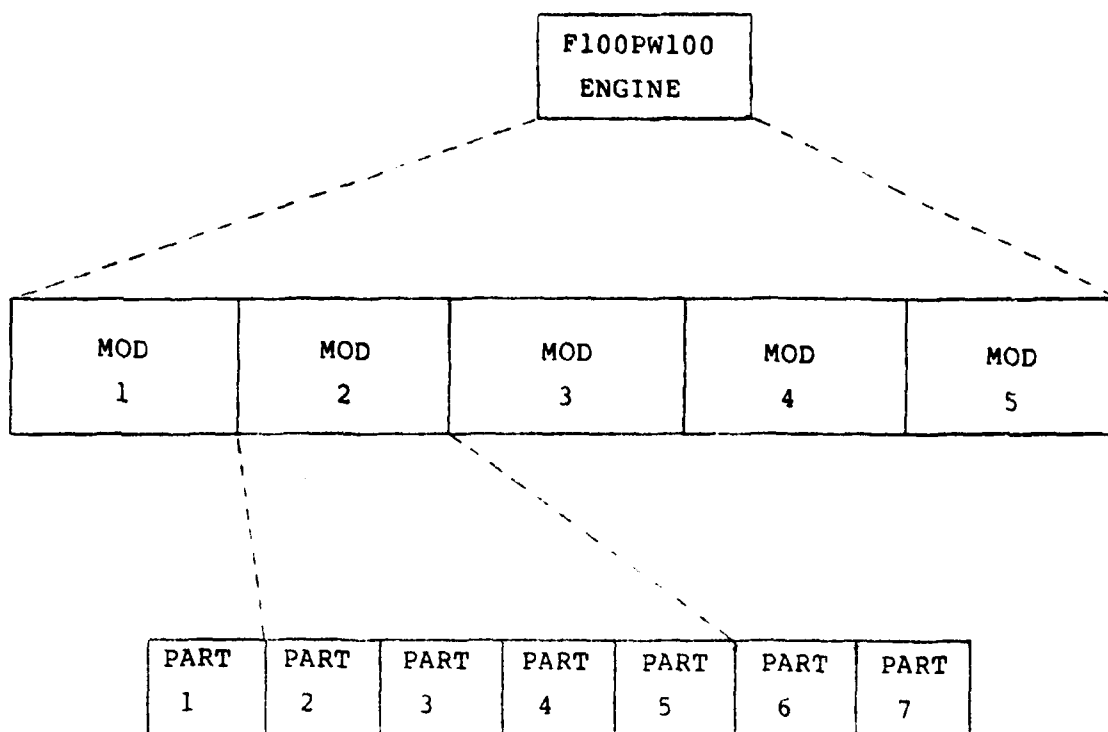 F100PW100
ENGINE
MOD MOD MOD MOD MOD
1 2 3 4 5
PART PART PART PART PART PART PART
1 2 3 4 5 6 7